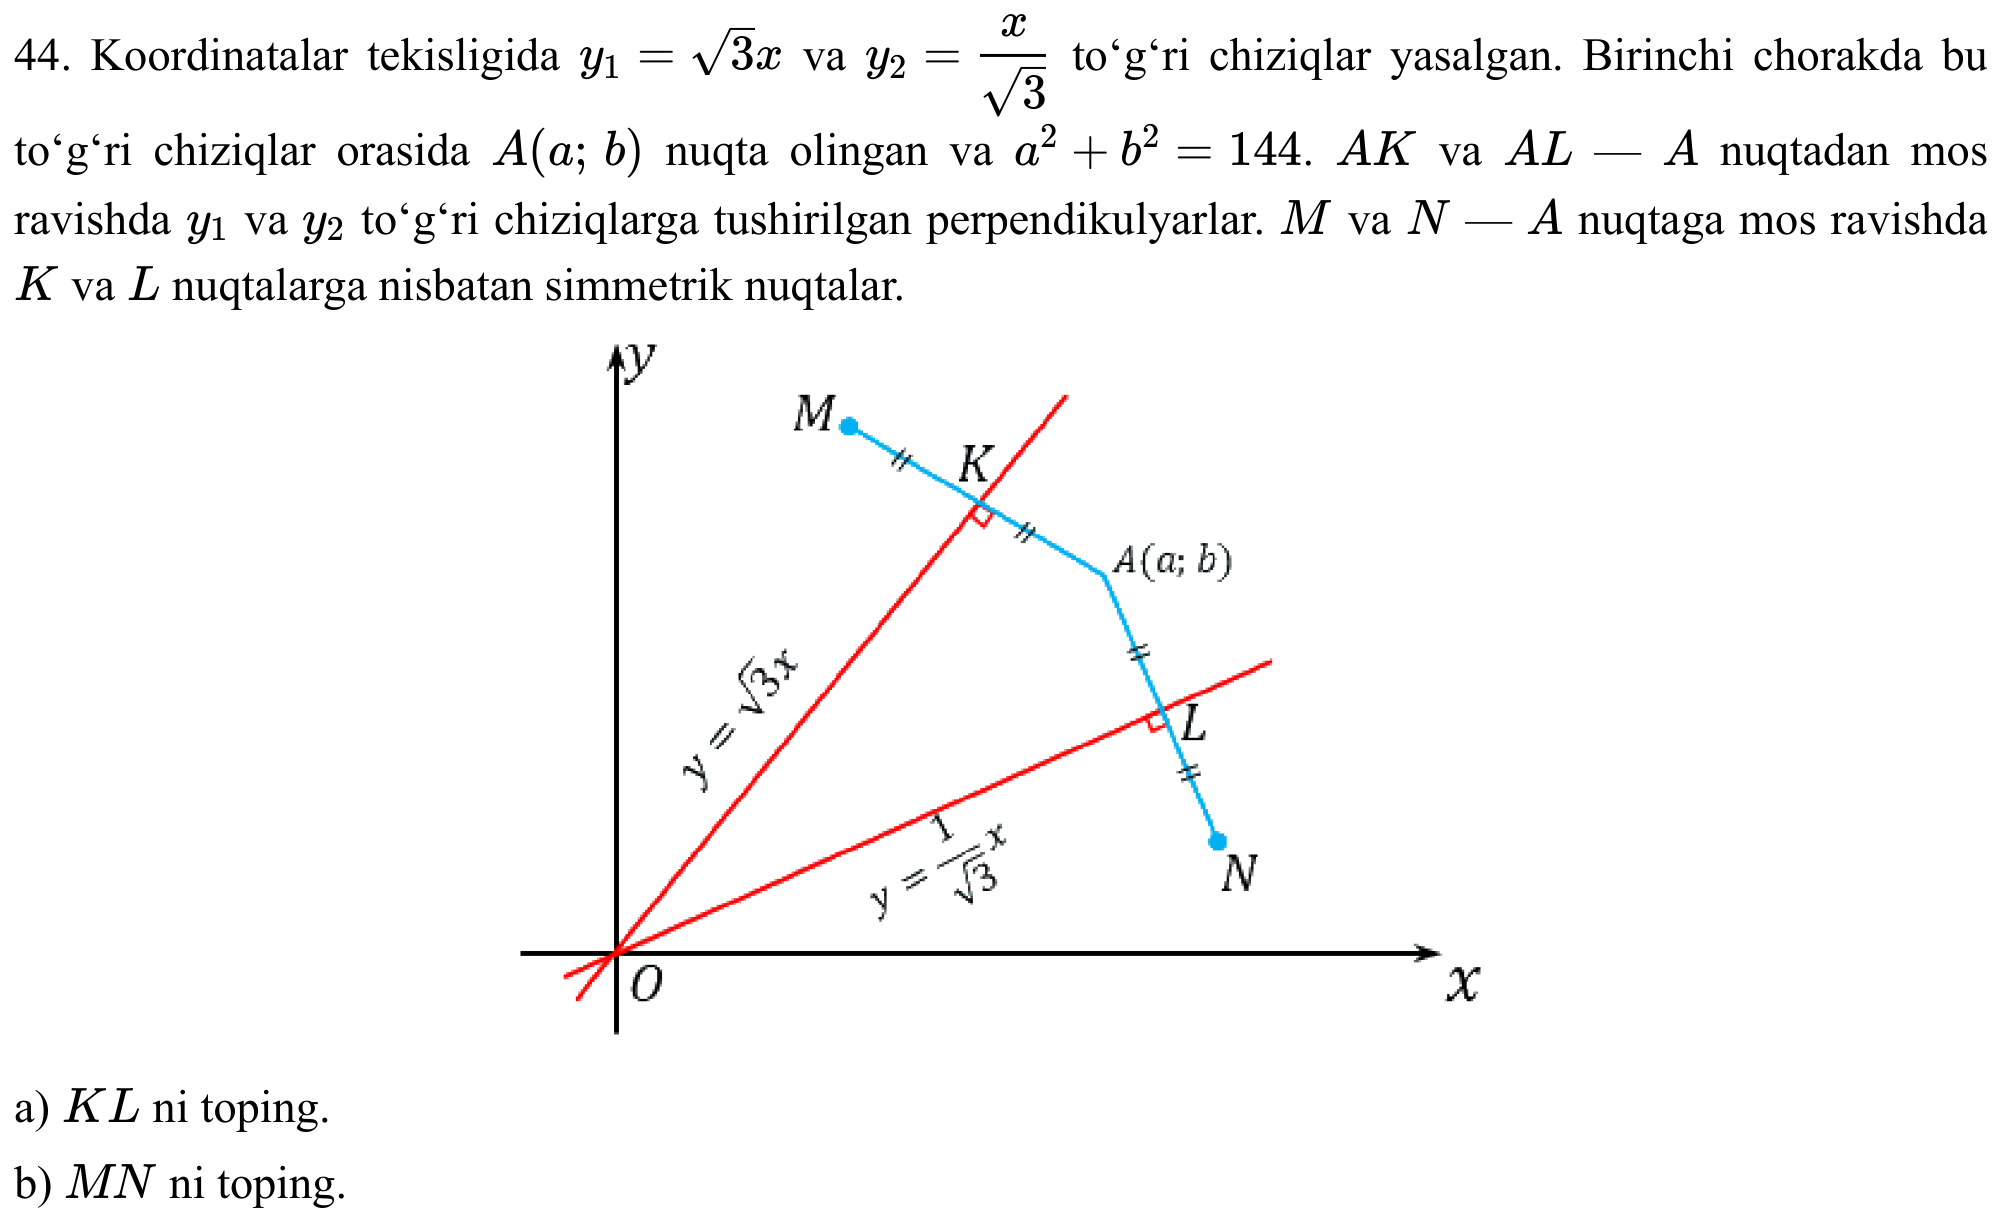 44. Koordinatalar tekisligida y₁ = √3x va y₂ = x/√3 to‘g‘ri chiziqlar yasalgan. Birinchi chorakda bu
to‘g‘ri chiziqlar orasida A(a; b) nuqta olingan va a² + b² = 144. AK va AL — A nuqtadan mos
ravishda y₁ va y₂ to‘g‘ri chiziqlarga tushirilgan perpendikulyarlar. M va N — A nuqtaga mos ravishda
K va L nuqtalarga nisbatan simmetrik nuqtalar.
y
M
K
A(a; b)
y = √3x
L
y = 1/√3 x
N
O
x
a) KL ni toping.
b) MN ni toping.